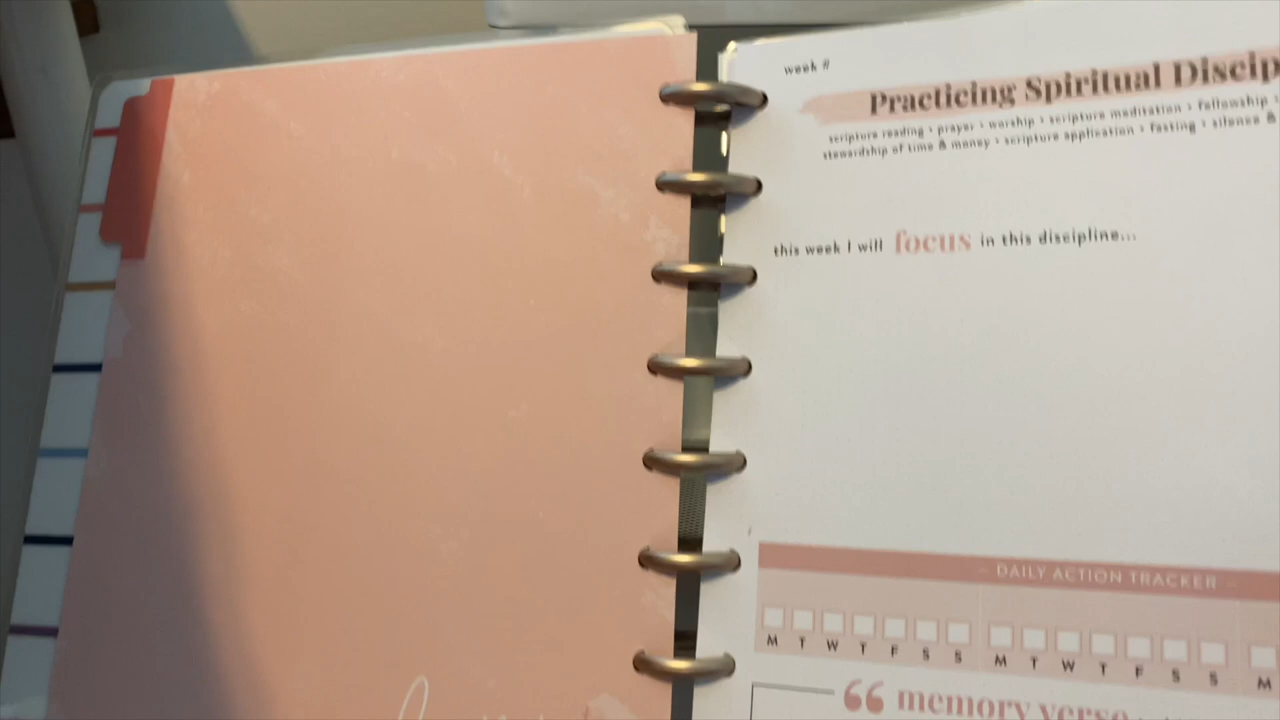 week #
Practicing Spiritual Discip
scripture reading • prayer • worship • scripture meditation • fellowship •
stewardship of time & money • scripture application • fasting • silence &
this week I will focus in this discipline...
– DAILY ACTION TRACKER –
M T W T F S S M T W T F S S M
“ memory verse